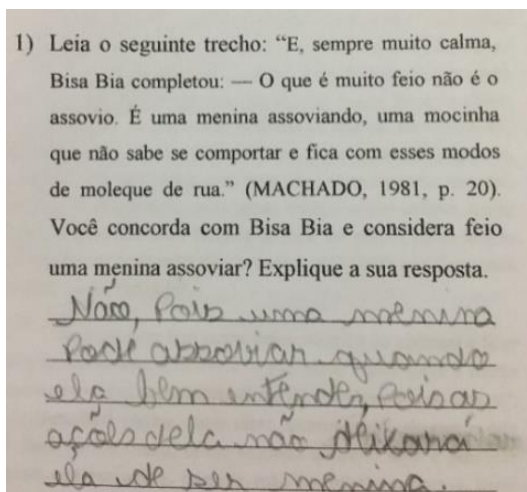 1) Leia o seguinte trecho: “E, sempre muito calma,
Bisa Bia completou: — O que é muito feio não é o
assovio. É uma menina assoviando, uma mocinha
que não sabe se comportar e fica com esses modos
de moleque de rua.” (MACHADO, 1981, p. 20).
Você concorda com Bisa Bia e considera feio
uma menina assoviar? Explique a sua resposta.
Não, Pois uma menina
Pode assoviar quando
ela bem entender, pois as
ações dela não deixará
ela de ser menina.